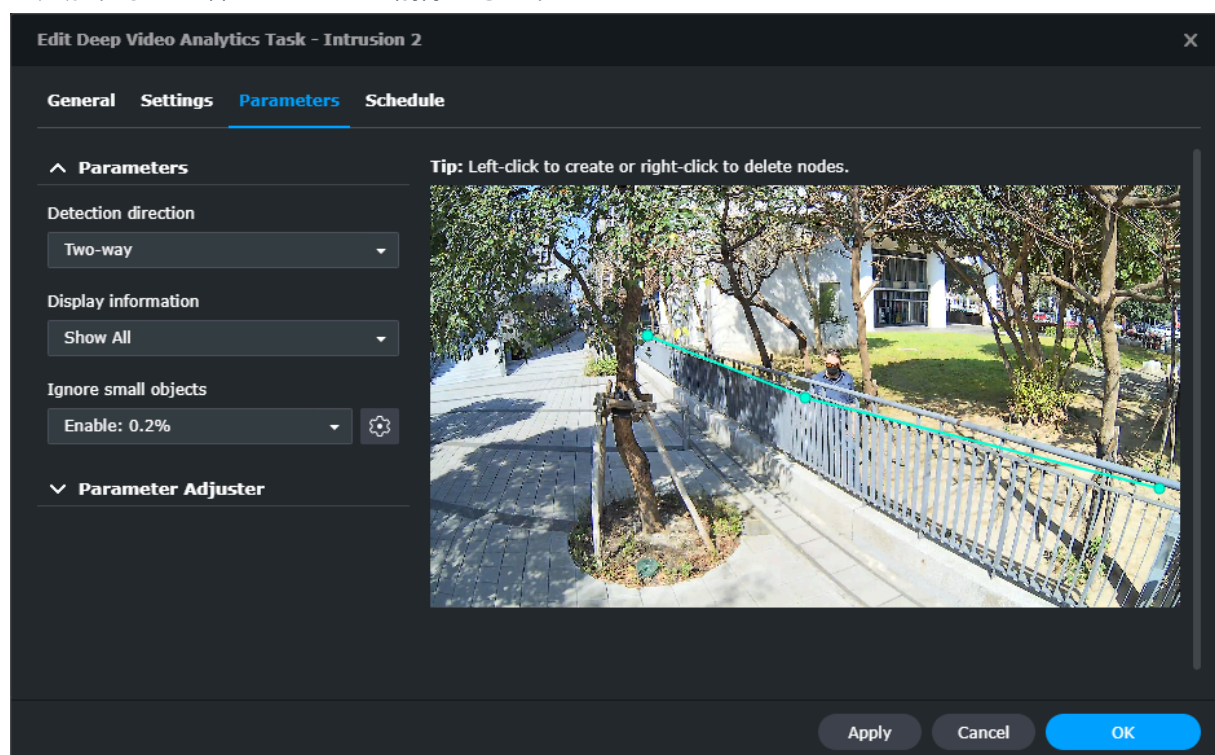 Edit Deep Video Analytics Task - Intrusion 2
General Settings Parameters Schedule
Parameters
Tip: Left-click to create or right-click to delete nodes.
Detection direction
Two-way
Display information
Show All
Ignore small objects
Enable: 0.2%
Parameter Adjuster
Apply Cancel OK